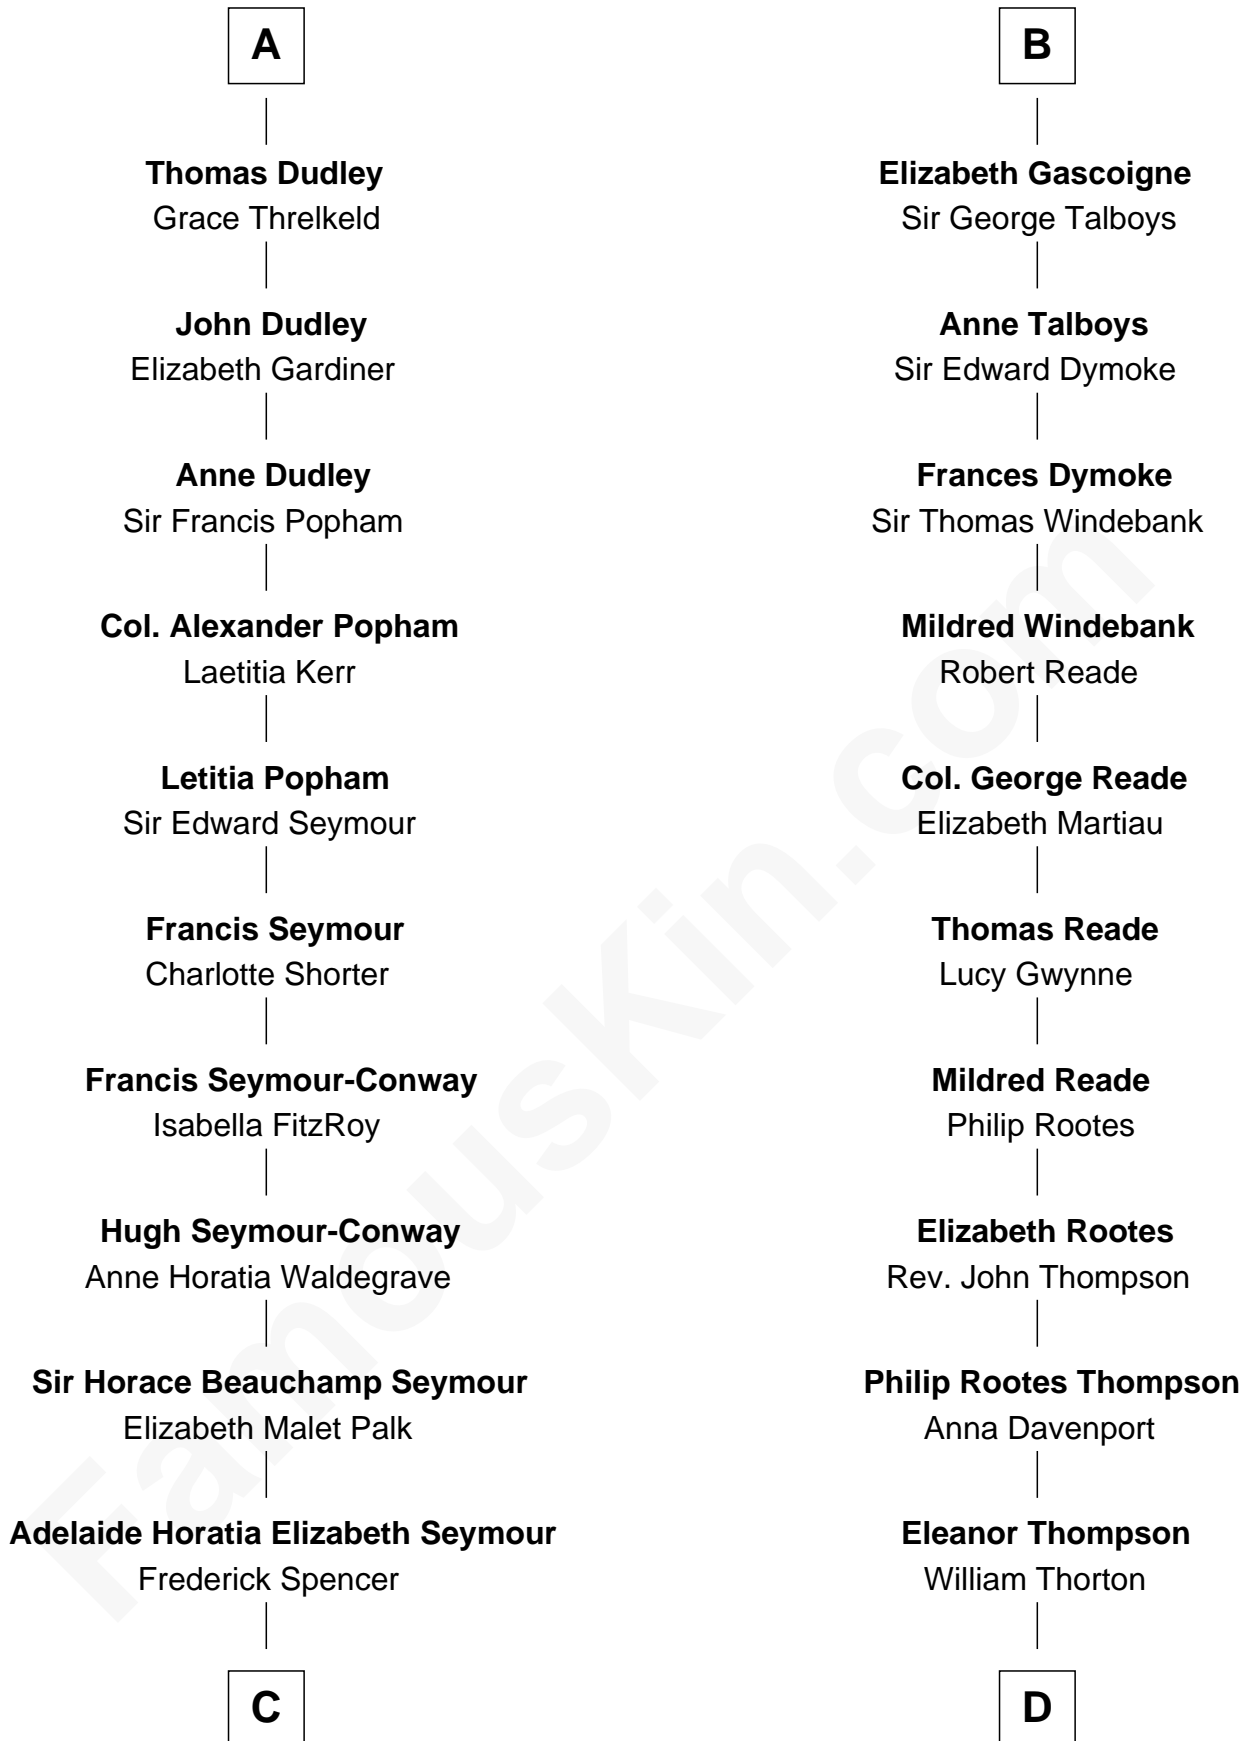 A
Thomas Dudley
Grace Threlkeld
John Dudley
Elizabeth Gardiner
Anne Dudley
Sir Francis Popham
Col. Alexander Popham
Laetitia Kerr
Letitia Popham
Sir Edward Seymour
Francis Seymour
Charlotte Shorter
Francis Seymour-Conway
Isabella FitzRoy
Hugh Seymour-Conway
Anne Horatia Waldegrave
Sir Horace Beauchamp Seymour
Elizabeth Malet Palk
Adelaide Horatia Elizabeth Seymour
Frederick Spencer
C
B
Elizabeth Gascoigne
Sir George Talboys
Anne Talboys
Sir Edward Dymoke
Frances Dymoke
Sir Thomas Windebank
Mildred Windebank
Robert Reade
Col. George Reade
Elizabeth Martiau
Thomas Reade
Lucy Gwynne
Mildred Reade
Philip Rootes
Elizabeth Rootes
Rev. John Thompson
Philip Rootes Thompson
Anna Davenport
Eleanor Thompson
William Thorton
D
FamousKin.com